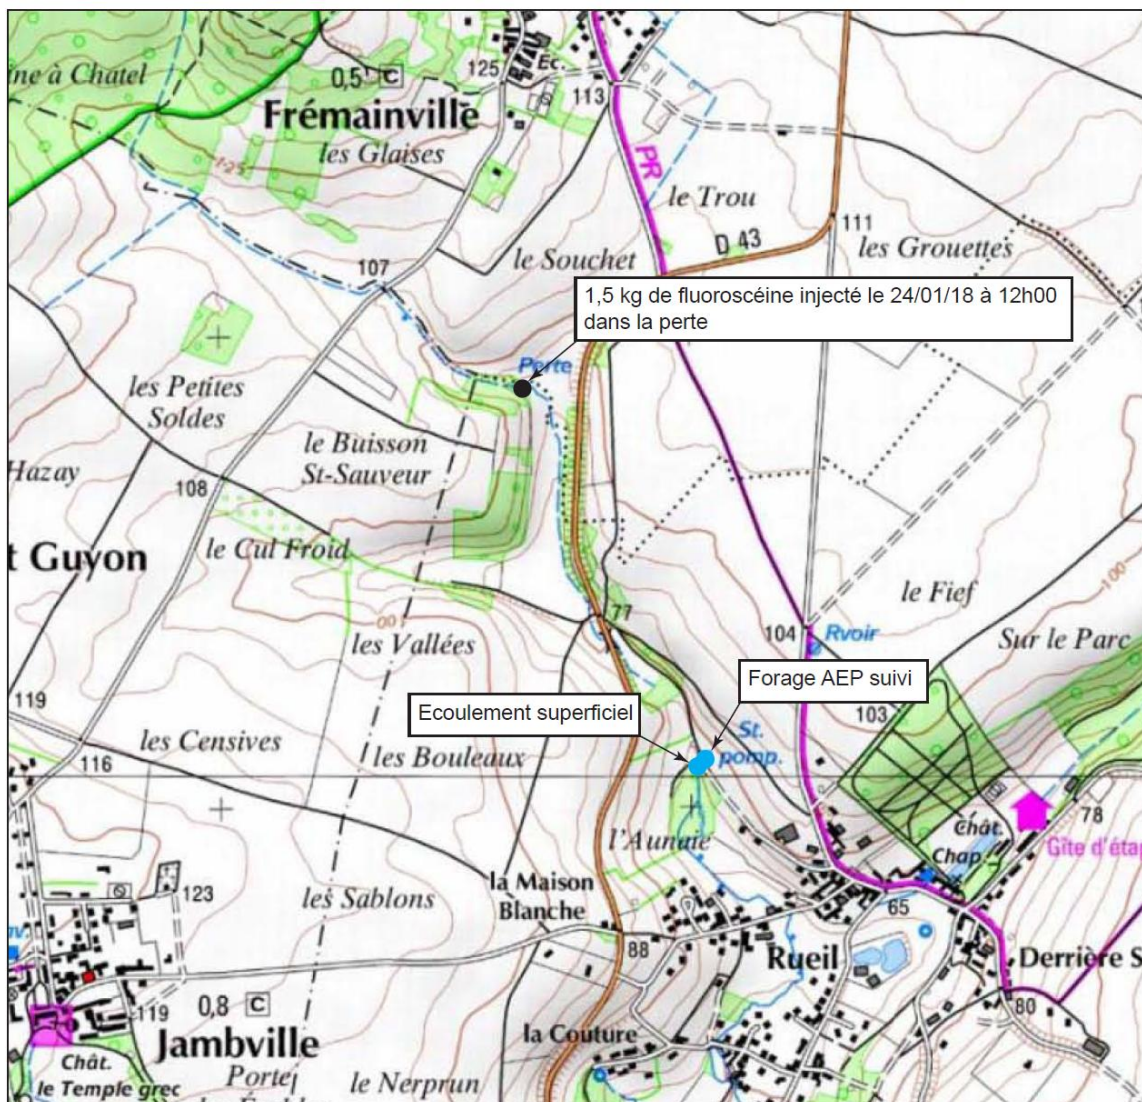 ine à Chatel
0,5
C
125
Éc.
113
Frémainville
les Glaises
125
PR
le Trou
D 43
111
les Grouettes
le Souchet
107
1,5 kg de fluoroscéine injecté le 24/01/18 à 12h00
dans la perte
Perte
les Petites
Soldes
le Buisson
St-Sauveur
Hazay
108
le Cul Froid
t Guyon
100
le Fief
77
104
Rvoir
Sur le Parc
100
les Vallées
Forage AEP suivi
119
Ecoulement superficiel
103
les Censives
les Bouleaux
St.
pomp.
116
78
l'Aunaie
Chât.
Chap.
Gîte d'étap
la Maison
Blanche
123
les Sablons
65
88
Rueil
Derrière S
119
0,8
C
80
la Couture
Jambville
Chât.
le Temple grec
Porte
le Nerprun